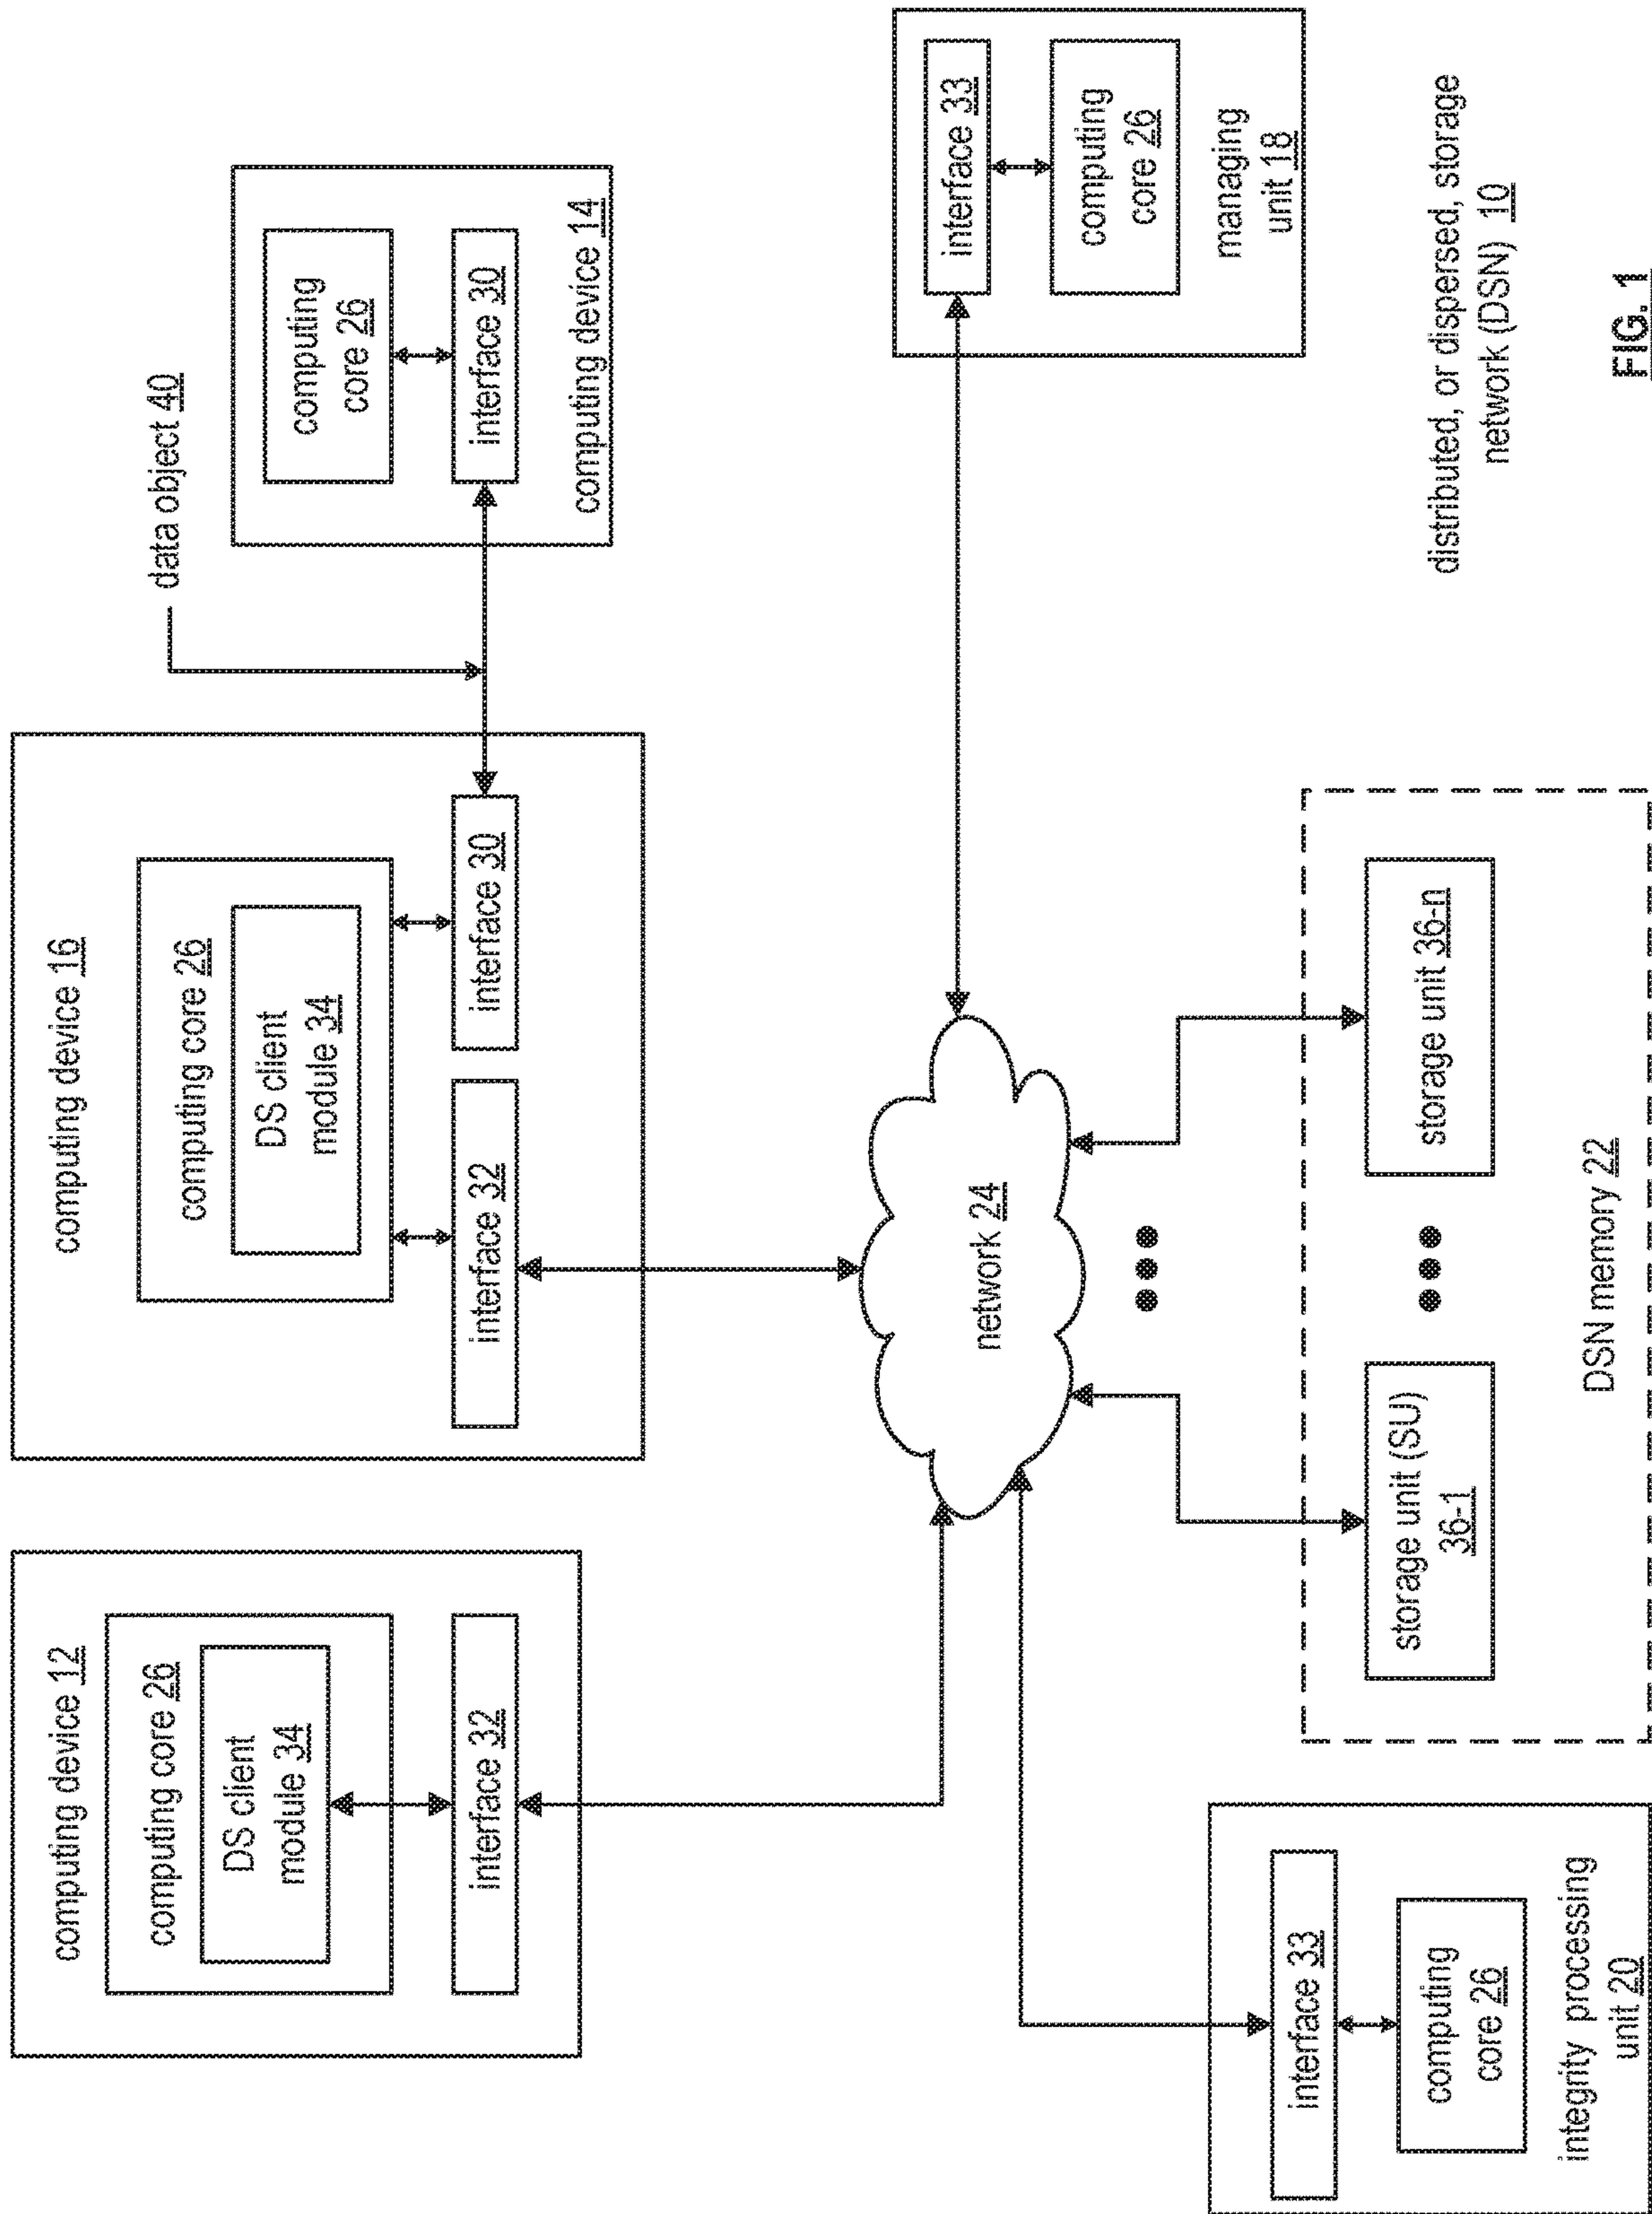 computing device 12
computing core 26
DS client
module 34
interface 32
computing device 16
computing core 26
DS client
module 34
interface 32
interface 30
data object 40
computing
core 26
interface 30
computing device 14
network 24
interface 33
computing
core 26
managing
unit 18
interface 33
computing
core 26
integrity processing
unit 20
storage unit (SU)
36-1
storage unit 36-n
DSN memory 22
distributed, or dispersed, storage
network (DSN) 10
FIG. 1